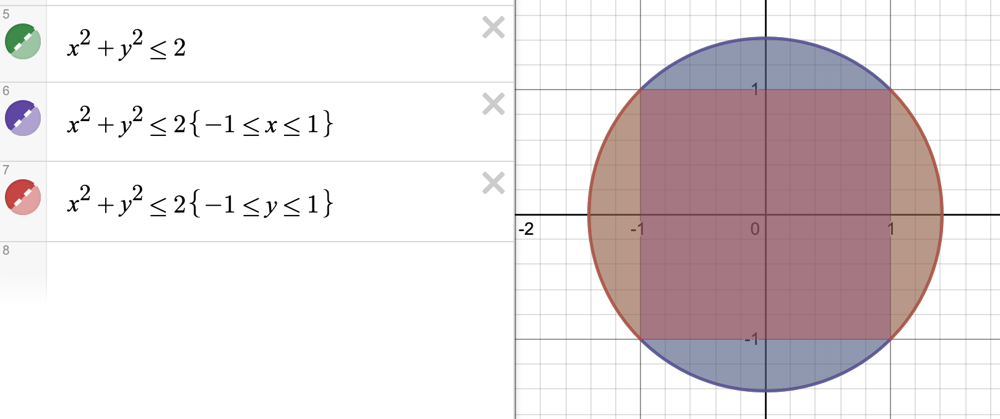 5
x² + y² ≤ 2
6
x² + y² ≤ 2{−1 ≤ x ≤ 1}
7
x² + y² ≤ 2{−1 ≤ y ≤ 1}
8
1
-2 -1 0 1
-1